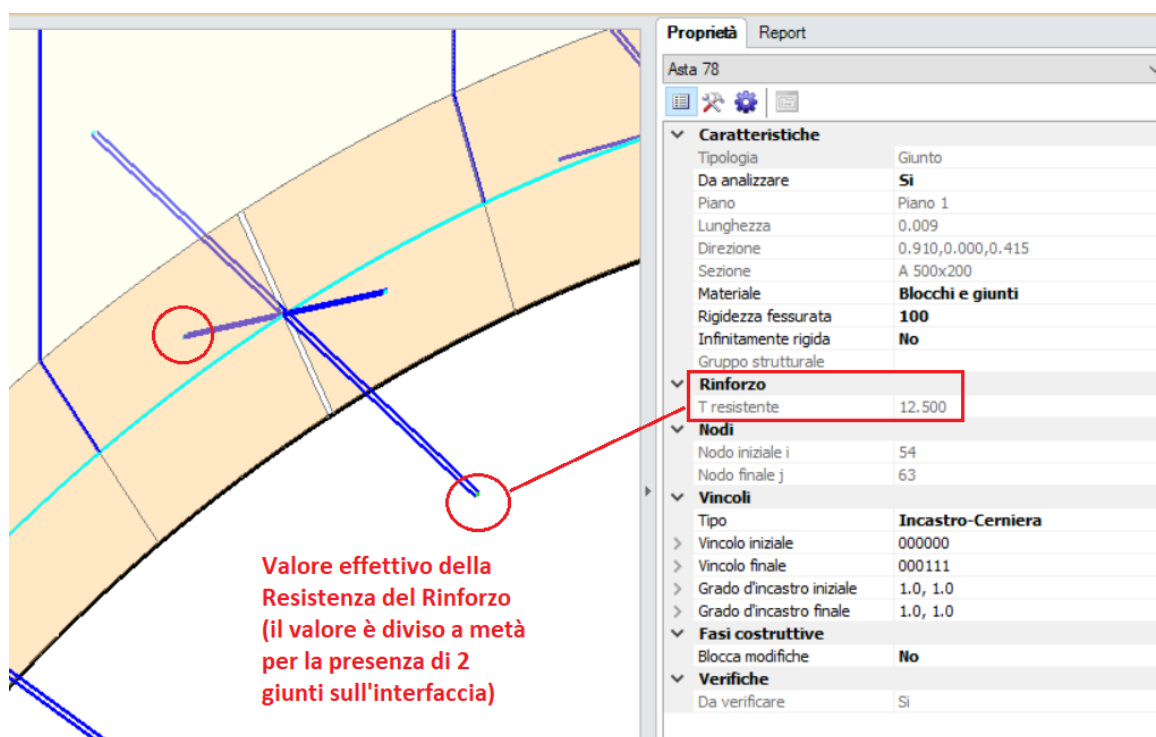 Proprietà Report
Asta 78
Caratteristiche
Tipologia Giunto
Da analizzare Si
Piano Piano 1
Lunghezza 0.009
Direzione 0.910,0.000,0.415
Sezione A 500x200
Materiale Blocchi e giunti
Rigidezza fessurata 100
Infinitamente rigida No
Gruppo strutturale
Rinforzo
T resistente 12.500
Nodi
Nodo iniziale i 54
Nodo finale j 63
Vincoli
Tipo Incastro-Cerniera
Vincolo iniziale 000000
Vincolo finale 000111
Grado d'incastro iniziale 1.0, 1.0
Grado d'incastro finale 1.0, 1.0
Fasi costruttive
Blocca modifiche No
Verifiche
Da verificare Si
Valore effettivo della
Resistenza del Rinforzo
(il valore è diviso a metà
per la presenza di 2
giunti sull'interfaccia)